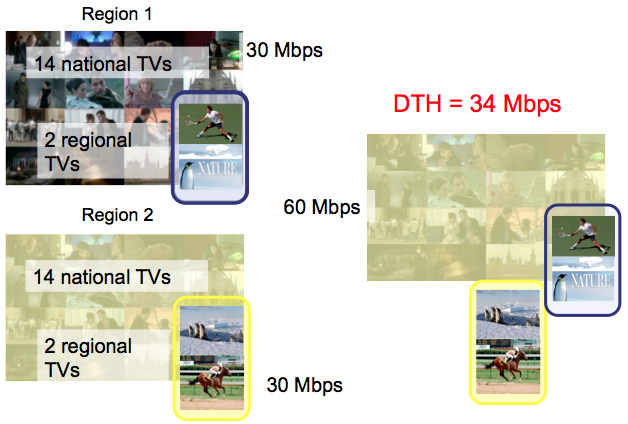 Region 1
14 national TVs
30 Mbps
2 regional
TVs
NATURE
Region 2
14 national TVs
2 regional
TVs
30 Mbps
DTH = 34 Mbps
60 Mbps
NATURE